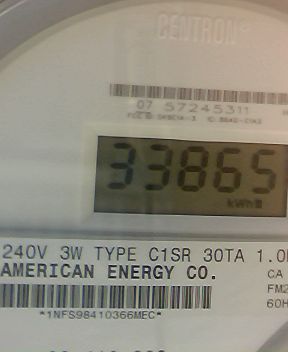 CENTRON
07 57245311
33865
kWh
240V 3W TYPE C1SR 30TA 1.0
AMERICAN ENERGY CO.
CA
FM2
60H
*1NFS98410366MEC*